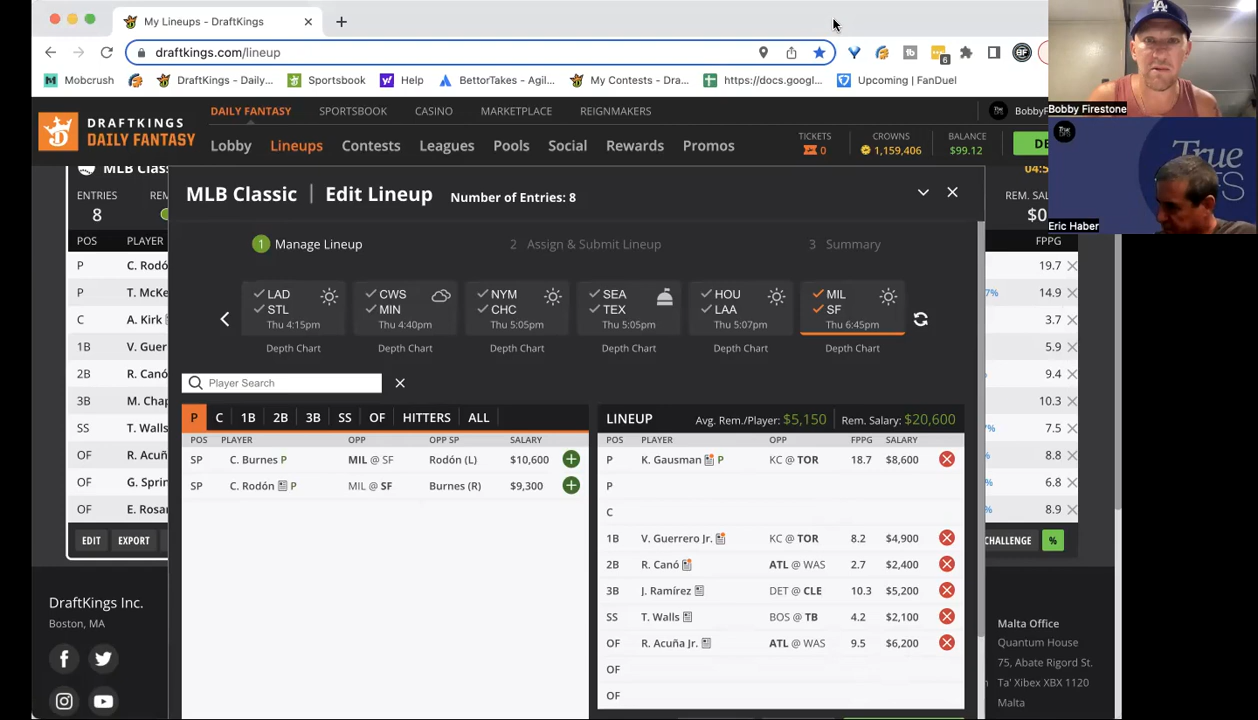 My Lineups - DraftKings
draftkings.com/lineup
6
BF
Mobcrush
DraftKings - Daily...
Sportsbook
Help
BettorTakes - Agil...
My Contests - Dra...
https://docs.googl...
Upcoming | FanDuel
DRAFTKINGS
DAILY FANTASY
DAILY FANTASY SPORTSBOOK CASINO MARKETPLACE REIGNMAKERS
BobbyF
Lobby Lineups Contests Leagues Pools Social Rewards Promos
TICKETS 0
CROWNS 1,159,406
BALANCE $99.12
DE
Bobby Firestone
True
Eric Haber
MLB Clas
ENTRIES REM
8
POS PLAYER
P C. Rodó
P T. McKe
C A. Kirk
1B V. Guer
2B R. Canó
3B M. Chap
SS T. Walls
OF R. Acuña
OF G. Sprin
OF E. Rosar
EDIT EXPORT
MLB Classic | Edit Lineup Number of Entries: 8
1 Manage Lineup
2 Assign & Submit Lineup
3 Summary
LAD STL Thu 4:15pm Depth Chart
CWS MIN Thu 4:40pm Depth Chart
NYM CHC Thu 5:05pm Depth Chart
SEA TEX Thu 5:05pm Depth Chart
HOU LAA Thu 5:07pm Depth Chart
MIL SF Thu 6:45pm Depth Chart
Player Search
P C 1B 2B 3B SS OF HITTERS ALL
POS PLAYER OPP OPP SP SALARY
SP C. Burnes P MIL @ SF Rodón (L) $10,600
SP C. Rodón P MIL @ SF Burnes (R) $9,300
LINEUP Avg. Rem./Player: $5,150 Rem. Salary: $20,600
POS PLAYER OPP FPPG SALARY
P K. Gausman P KC @ TOR 18.7 $8,600
P
C
1B V. Guerrero Jr. KC @ TOR 8.2 $4,900
2B R. Canó ATL @ WAS 2.7 $2,400
3B J. Ramírez DET @ CLE 10.3 $5,200
SS T. Walls BOS @ TB 4.2 $2,100
OF R. Acuña Jr. ATL @ WAS 9.5 $6,200
OF
OF
04:5
REM. SA
$0
FPPG
19.7
7% 14.9
3.7
5.9
9.4
10.3
% 7.5
% 8.8
% 6.8
% 8.9
CHALLENGE %
DraftKings Inc.
Boston, MA
Malta Office
Quantum House
75, Abate Rigord St.
Ta' Xibex XBX 1120
Malta